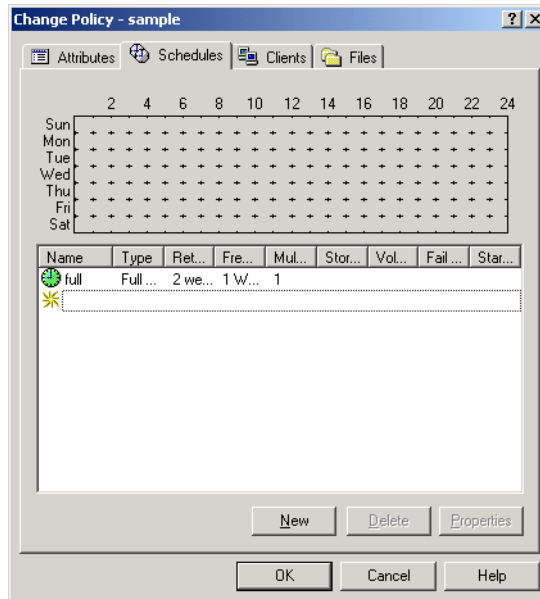 Change Policy - sample
Attributes Schedules Clients Files
2 4 6 8 10 12 14 16 18 20 22 24
Sun
Mon
Tue
Wed
Thu
Fri
Sat
Name Type Ret... Fre... Mul... Stor... Vol... Fail ... Star...
full Full ... 2 we... 1 W... 1
New Delete Properties
OK Cancel Help